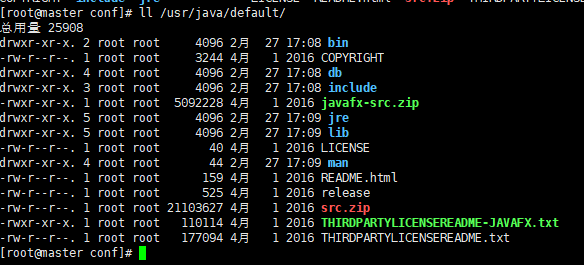 [root@master conf]# ll /usr/java/default/
总用量 25908
drwxr-xr-x. 2 root root     4096 2月  27 17:08 bin
-rw-r--r--. 1 root root     3244 4月   1 2016 COPYRIGHT
drwxr-xr-x. 4 root root     4096 2月  27 17:08 db
drwxr-xr-x. 3 root root     4096 2月  27 17:08 include
-rwxr-xr-x. 1 root root  5092228 4月   1 2016 javafx-src.zip
drwxr-xr-x. 5 root root     4096 2月  27 17:09 jre
drwxr-xr-x. 5 root root     4096 2月  27 17:09 lib
-rw-r--r--. 1 root root       40 4月   1 2016 LICENSE
drwxr-xr-x. 4 root root       44 2月  27 17:09 man
-rw-r--r--. 1 root root      159 4月   1 2016 README.html
-rw-r--r--. 1 root root      525 4月   1 2016 release
-rw-r--r--. 1 root root 21103627 4月   1 2016 src.zip
-rwxr-xr-x. 1 root root   110114 4月   1 2016 THIRDPARTYLICENSEREADME-JAVAFX.txt
-rw-r--r--. 1 root root   177094 4月   1 2016 THIRDPARTYLICENSEREADME.txt
[root@master conf]#